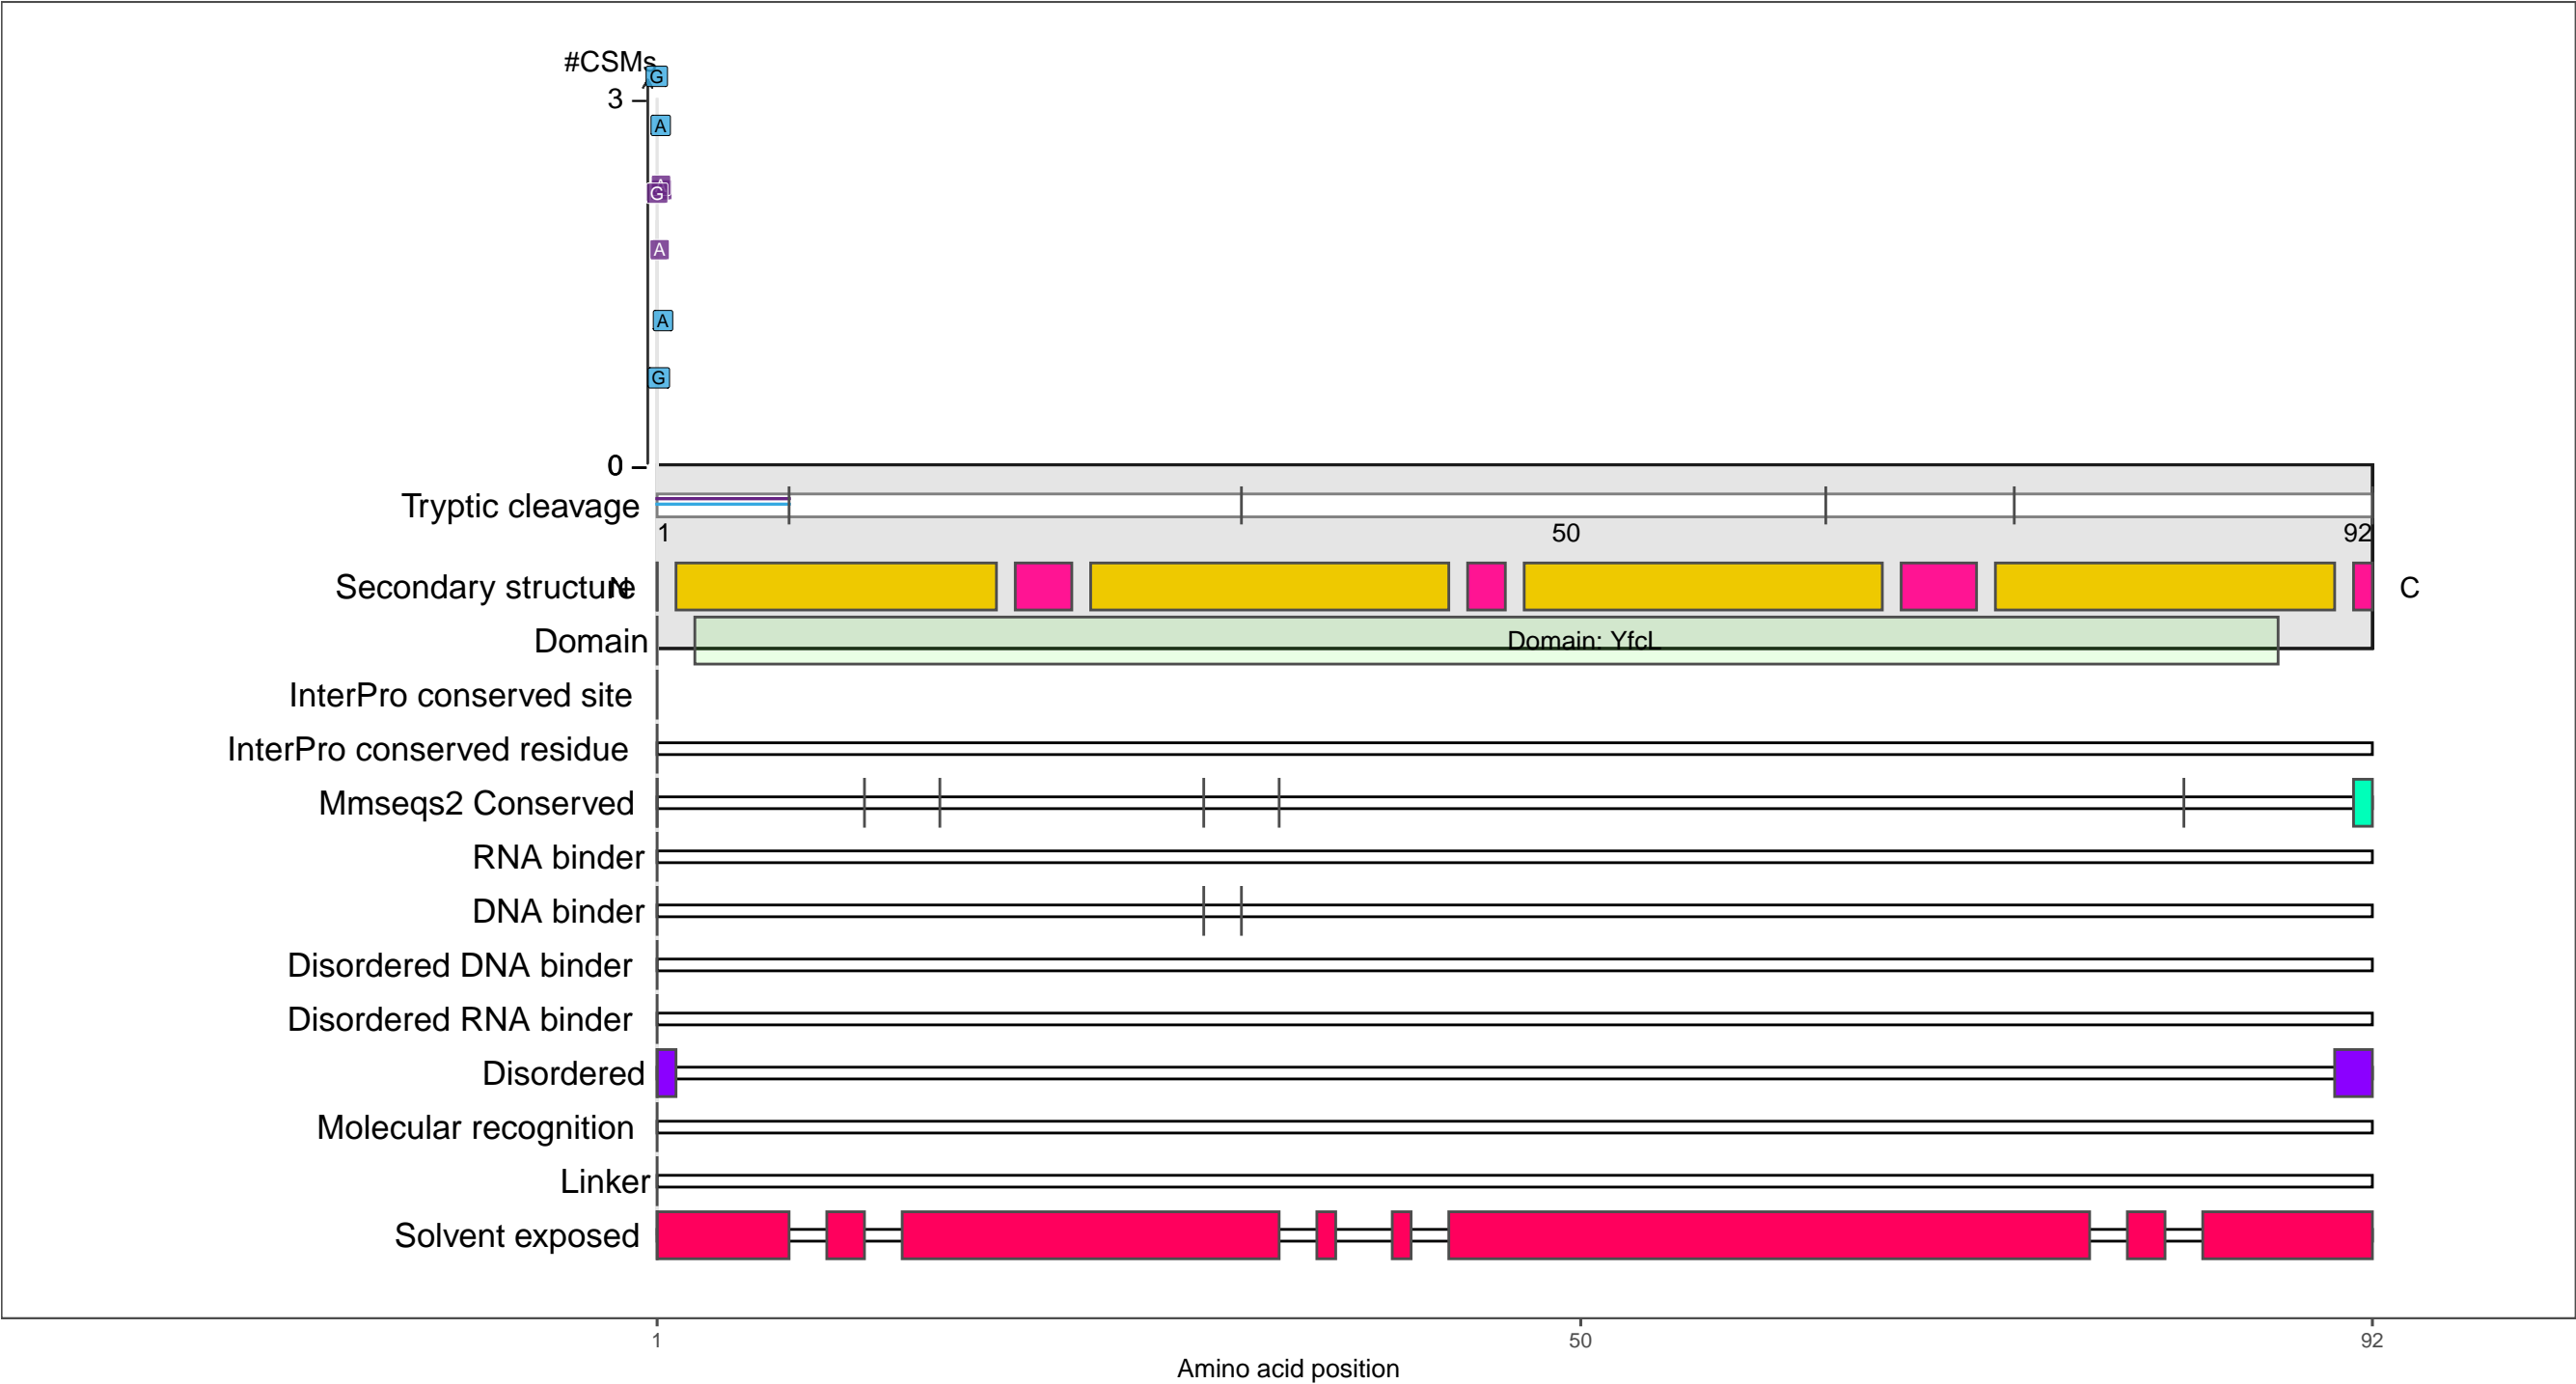 #CSMs
G
3
A
A
G
A
A
G
0
Tryptic cleavage
1 50 92
Secondary structure N C
Domain Domain: YfcL
InterPro conserved site
InterPro conserved residue
Mmseqs2 Conserved
RNA binder
DNA binder
Disordered DNA binder
Disordered RNA binder
Disordered
Molecular recognition
Linker
Solvent exposed
1 50 92
Amino acid position